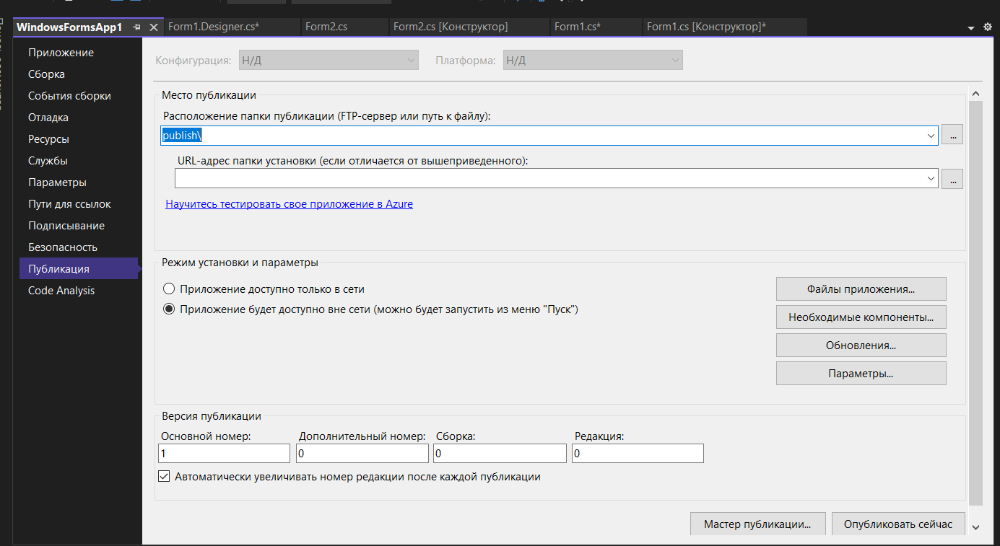 WindowsFormsApp1 Form1.Designer.cs* Form2.cs Form2.cs [Конструктор] Form1.cs* Form1.cs [Конструктор]*
Приложение
Сборка
События сборки
Отладка
Ресурсы
Службы
Параметры
Пути для ссылок
Подписывание
Безопасность
Публикация
Code Analysis
Конфигурация: Н/Д Платформа: Н/Д
Место публикации
Расположение папки публикации (FTP-сервер или путь к файлу):
publish\
...
URL-адрес папки установки (если отличается от вышеприведенного):
...
Научитесь тестировать свое приложение в Azure
Режим установки и параметры
Приложение доступно только в сети
Приложение будет доступно вне сети (можно будет запустить из меню "Пуск")
Файлы приложения...
Необходимые компоненты...
Обновления...
Параметры...
Версия публикации
Основной номер: Дополнительный номер: Сборка: Редакция:
1 0 0 0
Автоматически увеличивать номер редакции после каждой публикации
Мастер публикации... Опубликовать сейчас